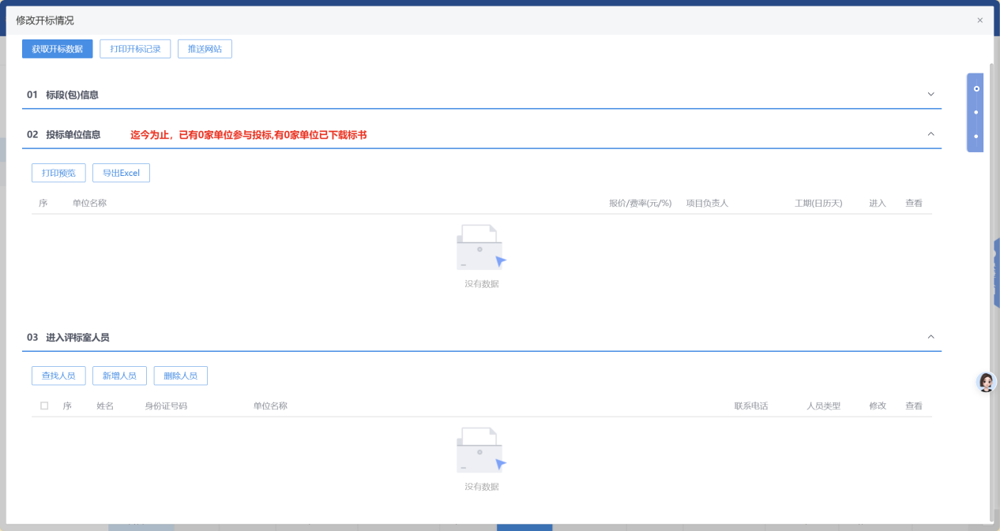 修改开标情况
获取开标数据 打印开标记录 推送网站
01 标段(包)信息
02 投标单位信息 迄今为止，已有0家单位参与投标,有0家单位已下载标书
打印预览 导出Excel
序 单位名称 报价/费率(元/%) 项目负责人 工期(日历天) 进入 查看
没有数据
03 进入评标室人员
查找人员 新增人员 删除人员
序 姓名 身份证号码 单位名称 联系电话 人员类型 修改 查看
没有数据